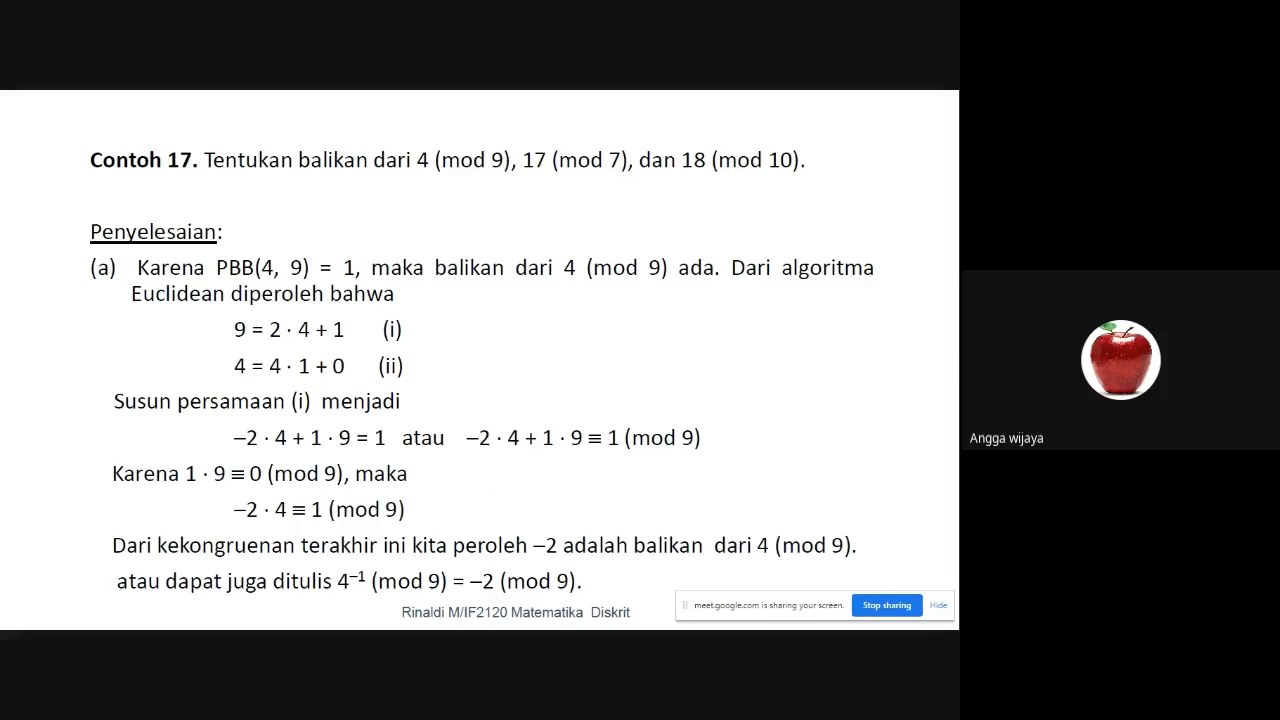 Contoh 17. Tentukan balikan dari 4 (mod 9), 17 (mod 7), dan 18 (mod 10).
Penyelesaian:
(a) Karena PBB(4, 9) = 1, maka balikan dari 4 (mod 9) ada. Dari algoritma
Euclidean diperoleh bahwa
9 = 2 · 4 + 1 (i)
4 = 4 · 1 + 0 (ii)
Susun persamaan (i) menjadi
–2 · 4 + 1 · 9 = 1 atau –2 · 4 + 1 · 9 ≡ 1 (mod 9)
Karena 1 · 9 ≡ 0 (mod 9), maka
–2 · 4 ≡ 1 (mod 9)
Dari kekongruenan terakhir ini kita peroleh –2 adalah balikan dari 4 (mod 9).
atau dapat juga ditulis 4⁻¹ (mod 9) = –2 (mod 9).
Rinaldi M/IF2120 Matematika Diskrit
meet.google.com is sharing your screen. Stop sharing Hide
Angga wijaya